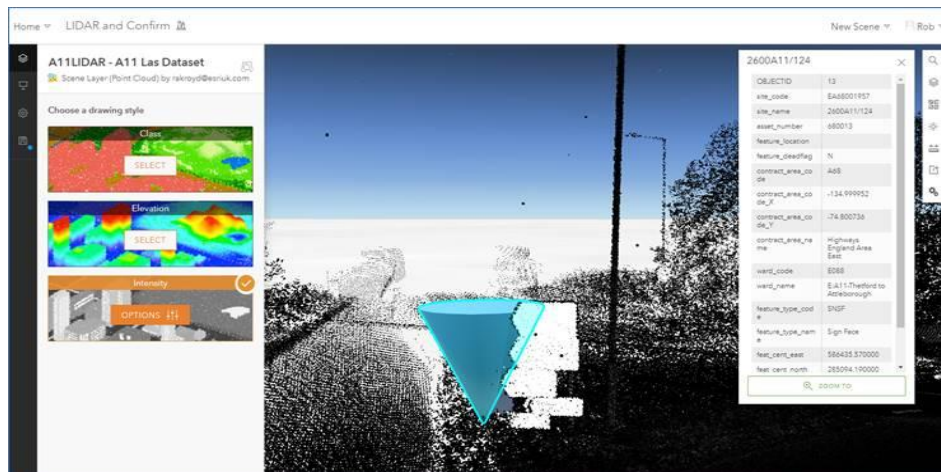 Home
LIDAR and Confirm
New Scene
Rob
A11LIDAR - A11 Las Dataset
Scene Layer (Point Cloud) by rakroyd@esriuk.com
Choose a drawing style
Class
SELECT
Elevation
SELECT
Intensity
OPTIONS
2600A11/124
OBJECTID 13
site_code EA68001957
site_name 2600A11/124
asset_number 680013
feature_location
feature_deadflag N
contract_area_co
de A68
contract_area_co
de_X -134.999952
contract_area_co
de_Y -74.800736
contract_area_na
me Highways
England Area
East
ward_code E088
ward_name E:A11-Thetford to
Attleborough
feature_type_cod
e SNSF
feature_type_nam
e Sign Face
feat_cent_east 586435.570000
feat_cent_north 285094.190000
ZOOM TO